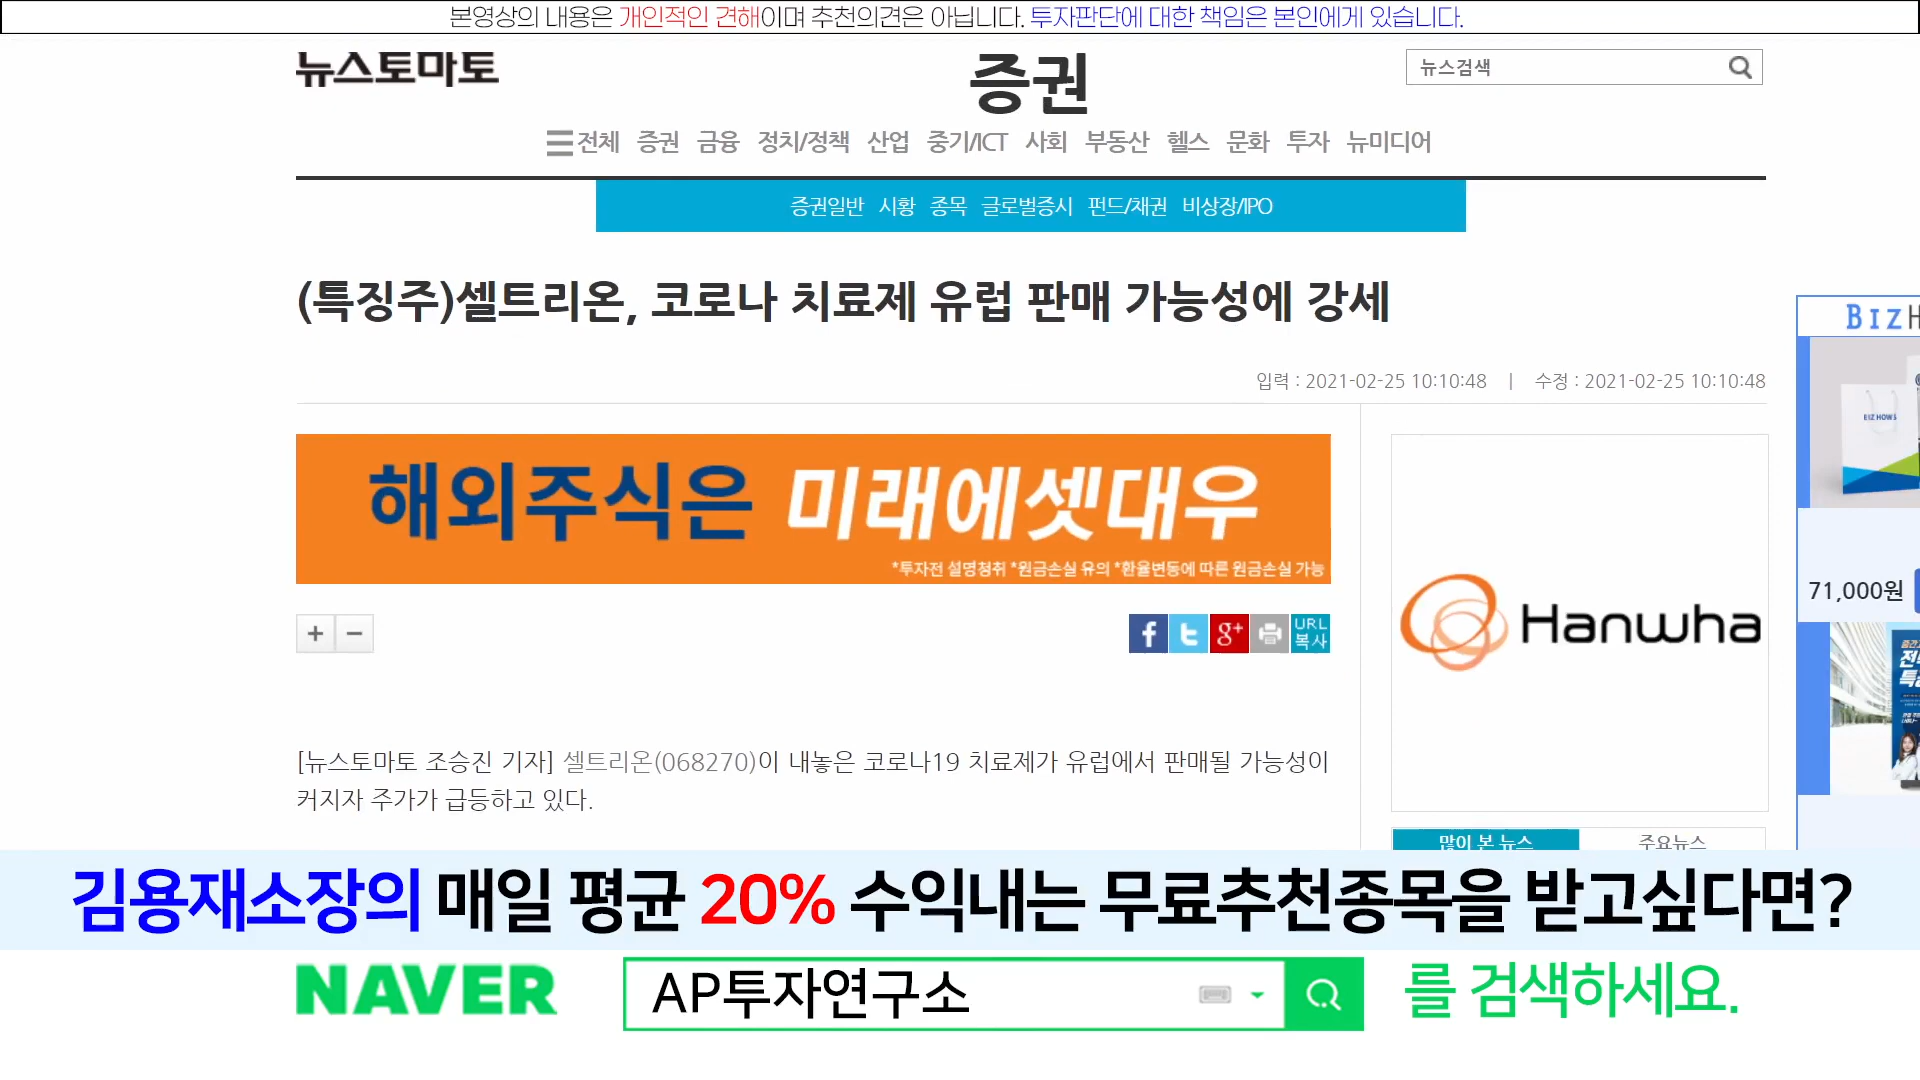 본영상의 내용은 개인적인 견해이며 추천의견은 아닙니다. 투자판단에 대한 책임은 본인에게 있습니다.
뉴스토마토
증권
뉴스검색
전체 증권 금융 정치/정책 산업 중기/ICT 사회 부동산 헬스 문화 투자 뉴미디어
증권일반 시황 종목 글로벌증시 펀드/채권 비상장/IPO
(특징주)셀트리온, 코로나 치료제 유럽 판매 가능성에 강세
입력 : 2021-02-25 10:10:48 | 수정 : 2021-02-25 10:10:48
해외주식은 미래에셋대우
*투자전 설명청취 *원금손실 유의 *환율변동에 따른 원금손실 가능
URL
복사
[뉴스토마토 조승진 기자] 셀트리온(068270)이 내놓은 코로나19 치료제가 유럽에서 판매될 가능성이
커지자 주가가 급등하고 있다.
Hanwha
많이 본 뉴스 주요뉴스
BIZ
BIZ HOWS
71,000원
김용재소장의 매일 평균 20% 수익내는 무료추천종목을 받고싶다면?
NAVER AP투자연구소 를 검색하세요.